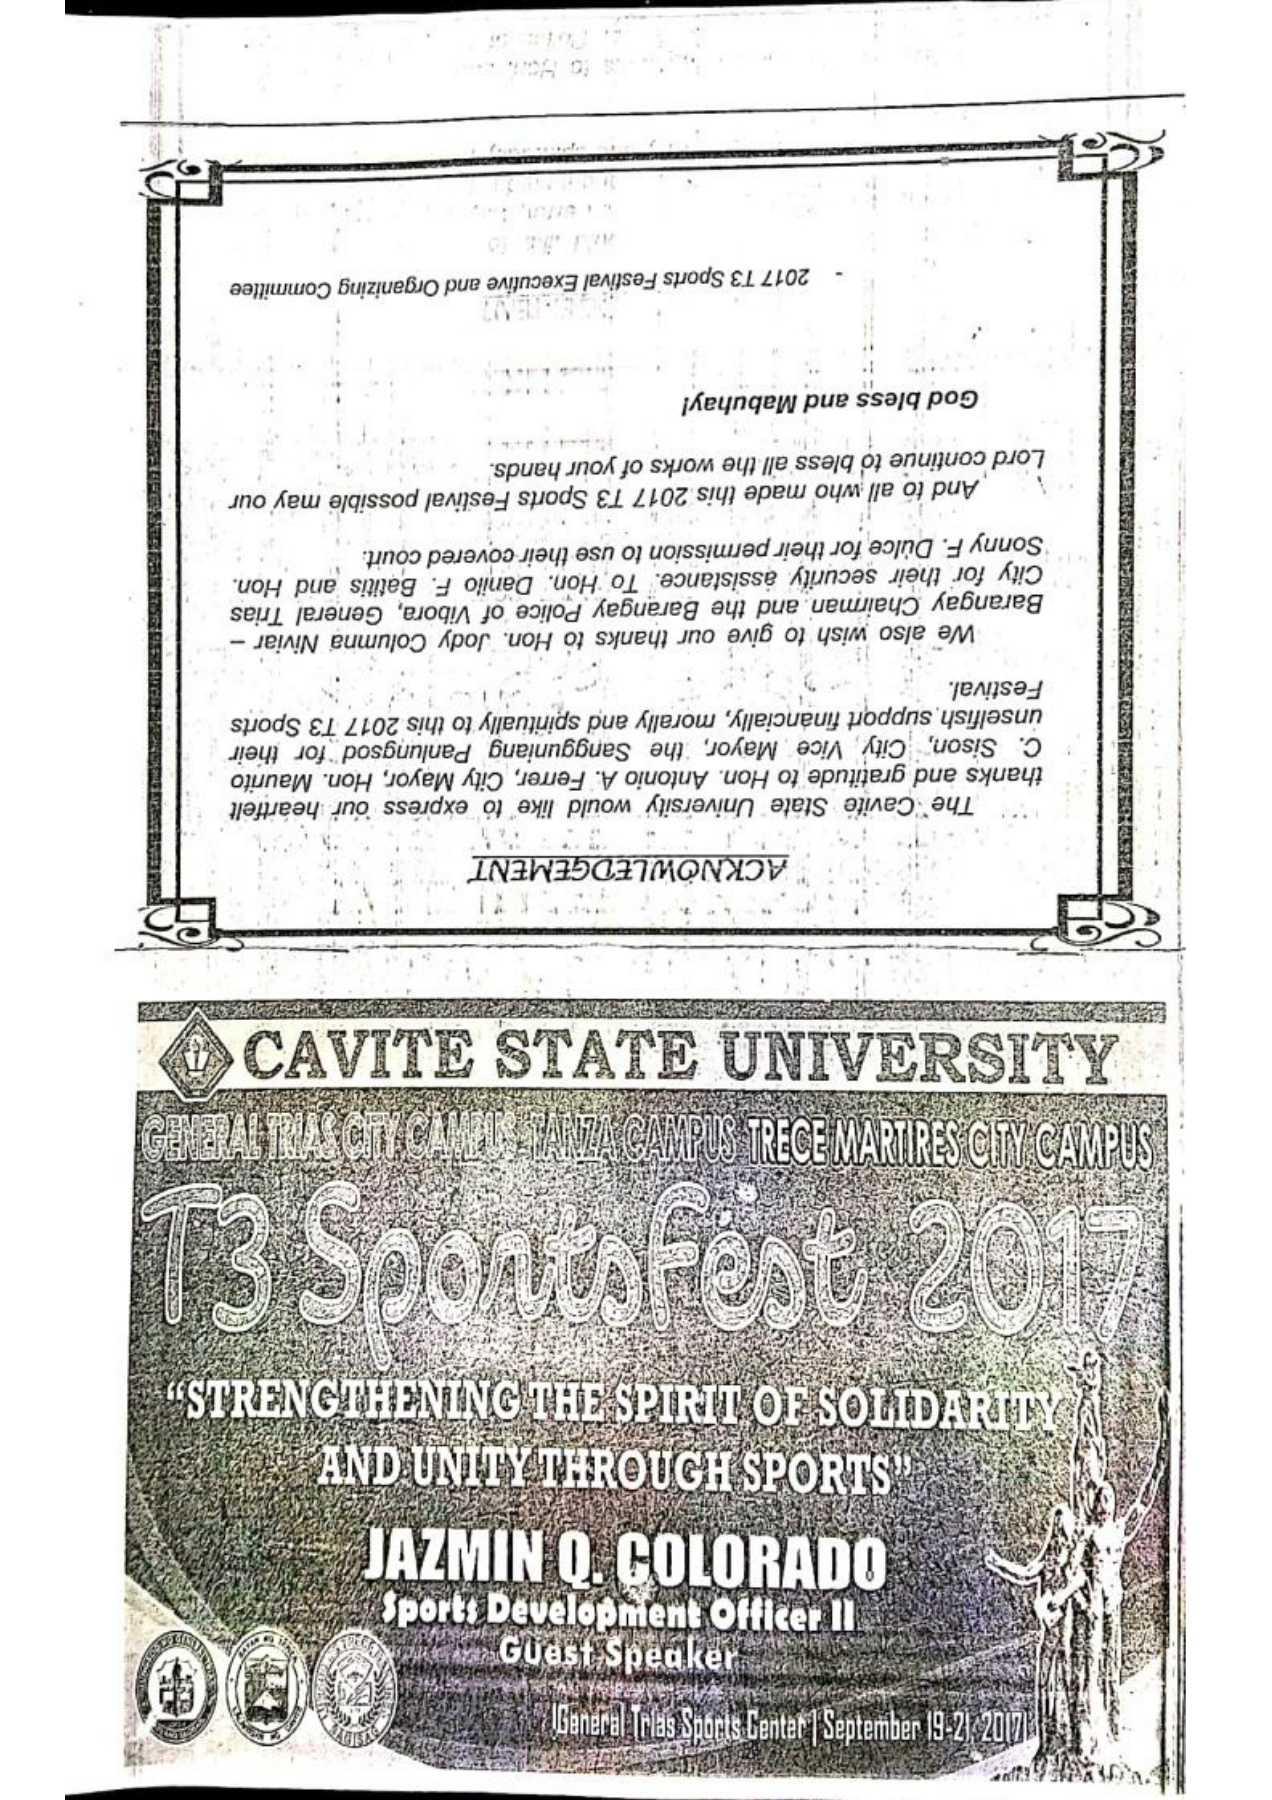 ACKNOWLEDGEMENT
The Cavite State University would like to express our heartfelt
thanks and gratitude to Hon. Antonio A. Ferrer, City Mayor, Hon. Maurito
C. Sison, City Vice Mayor, the Sangguniang Panlungsod for their
unselfish support financially, morally and spiritually to this 2017 T3 Sports
Festival.
We also wish to give our thanks to Hon. Jody Columna Niviar –
Barangay Chairman and the Barangay Police of Vibora, General Trias
City for their security assistance. To Hon. Danilo F. Batitis and Hon.
Sonny F. Dulce for their permission to use their covered court.
And to all who made this 2017 T3 Sports Festival possible may our
Lord continue to bless all the works of your hands.
God bless and Mabuhay!
- 2017 T3 Sports Festival Executive and Organizing Committee
CAVITE STATE UNIVERSITY
GENERAL TRIAS CITY CAMPUS TANZA CAMPUS TRECE MARTIRES CITY CAMPUS
T3 SportsFest 2017
“STRENGTHENING THE SPIRIT OF SOLIDARITY
AND UNITY THROUGH SPORTS”
JAZMIN Q. COLORADO
Sports Development Officer II
Guest Speaker
|General Trias Sports Center | September 19-21, 2017|